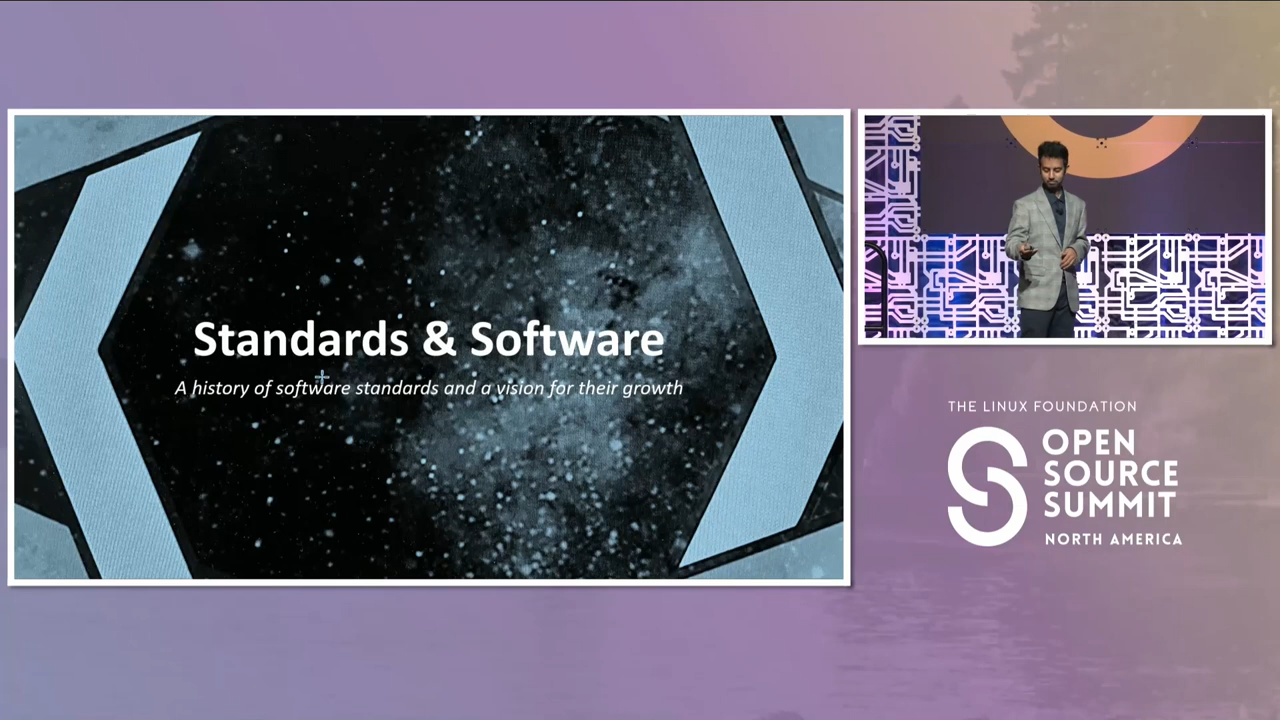 Standards & Software
A history of software standards and a vision for their growth
THE LINUX FOUNDATION
OPEN
SOURCE
SUMMIT
NORTH AMERICA